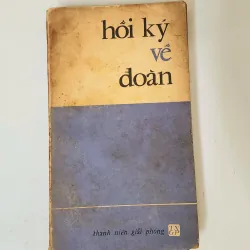 hồi ký
về
đoàn
thanh niên giải phóng